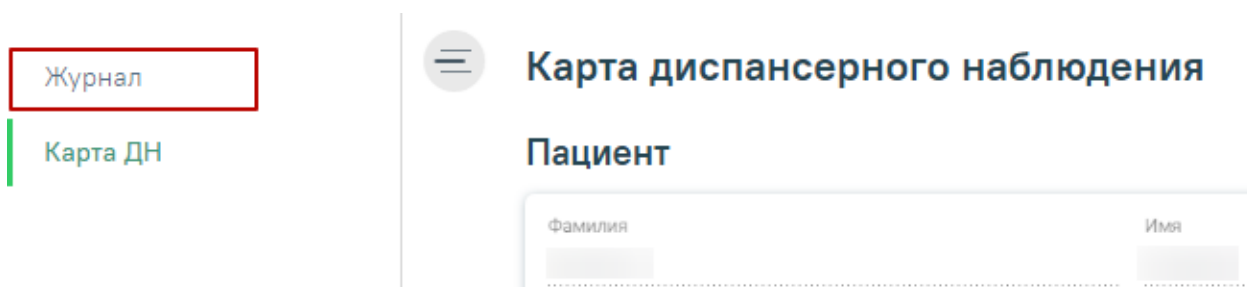 Журнал
Карта ДН
Карта диспансерного наблюдения
Пациент
Фамилия
Имя